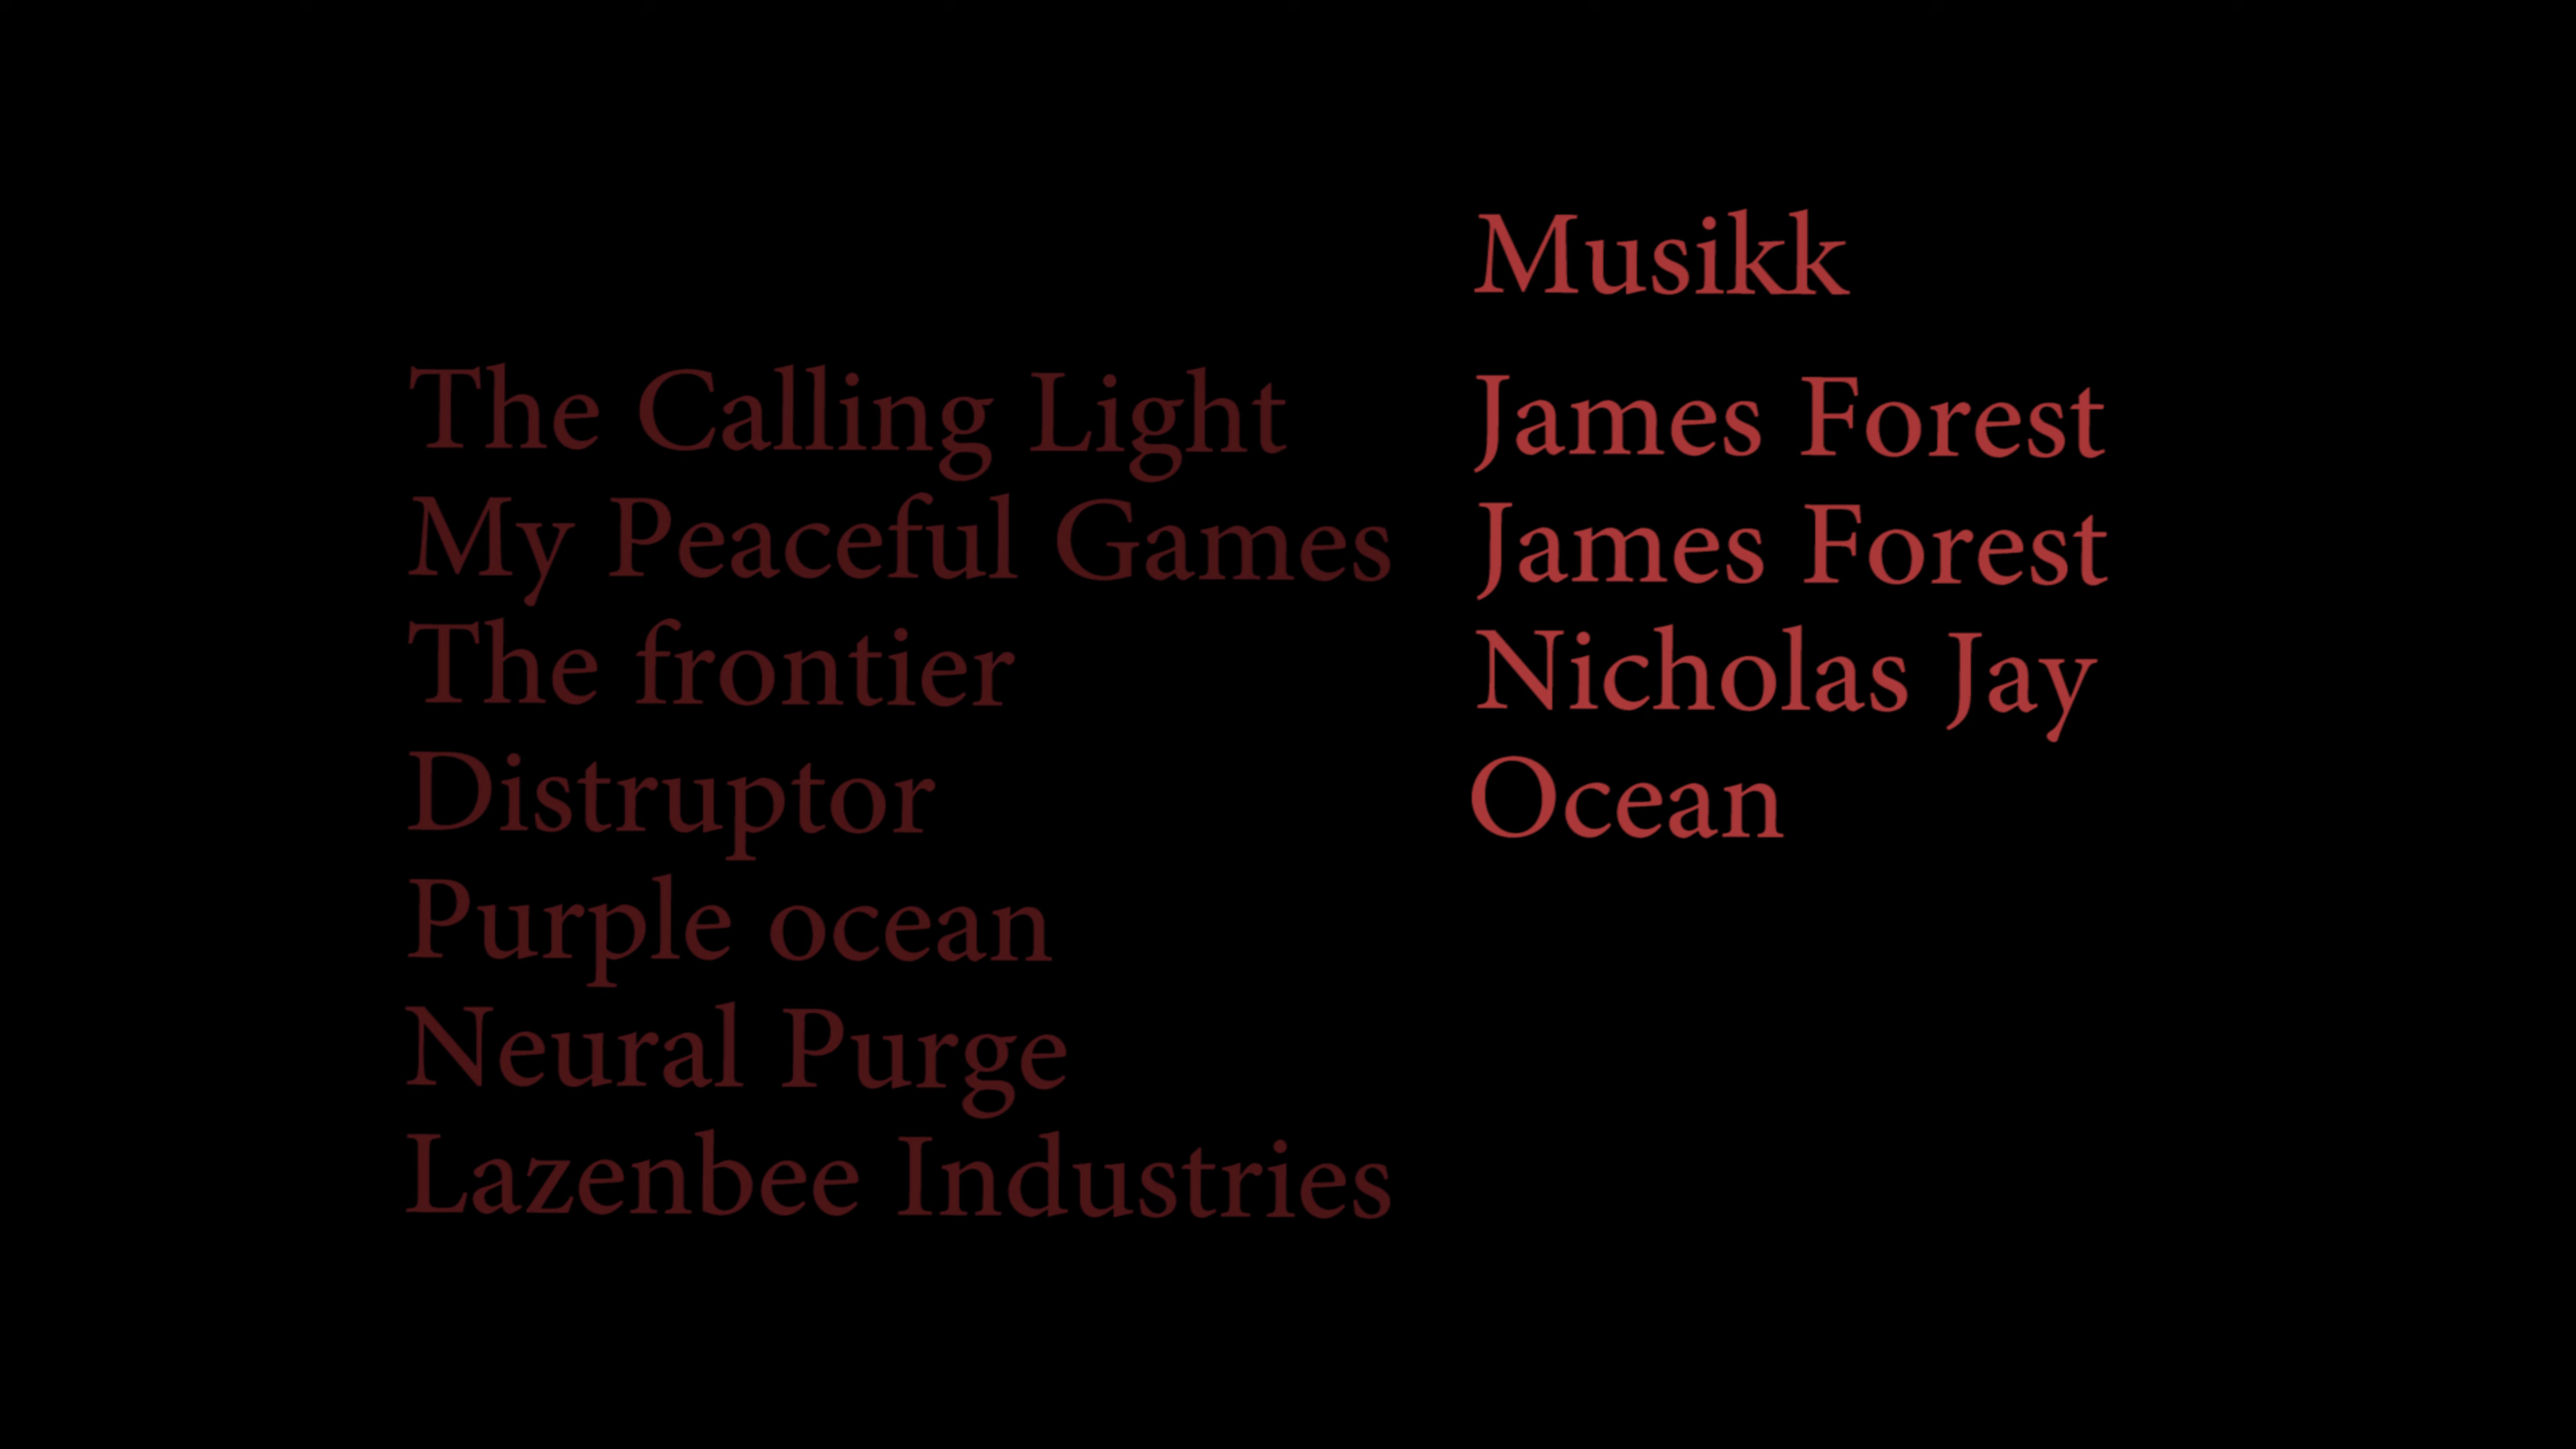 Musikk
The Calling Light James Forest
My Peaceful Games James Forest
The frontier Nicholas Jay
Distruptor Ocean
Purple ocean
Neural Purge
Lazenbee Industries